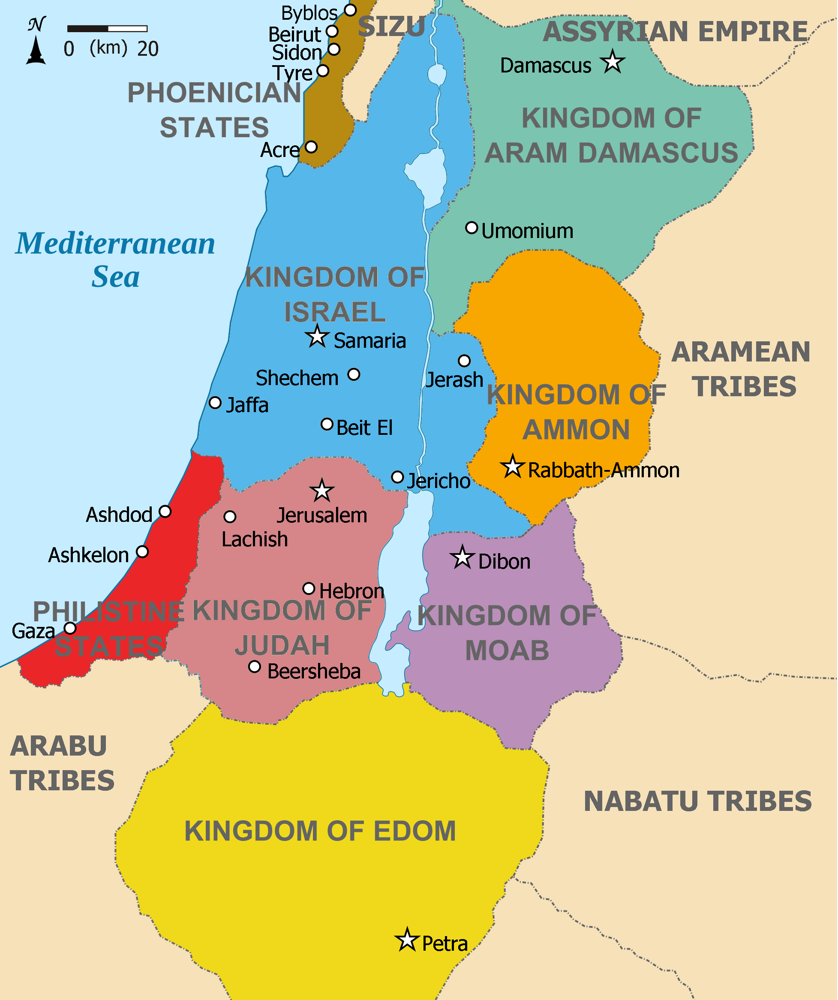 Byblos
SIZU
N
Beirut
ASSYRIAN EMPIRE
0 (km) 20
Sidon
Damascus
Tyre
PHOENICIAN
STATES
KINGDOM OF
ARAM DAMASCUS
Acre
Mediterranean
Sea
Umomium
KINGDOM OF
ISRAEL
Samaria
ARAMEAN
TRIBES
Shechem
Jerash
Jaffa
KINGDOM OF
AMMON
Beit El
Rabbath-Ammon
Jericho
Ashdod
Jerusalem
Lachish
Ashkelon
Dibon
Hebron
PHILISTINE
STATES
KINGDOM OF
JUDAH
KINGDOM OF
MOAB
Gaza
Beersheba
ARABU
TRIBES
NABATU TRIBES
KINGDOM OF EDOM
Petra